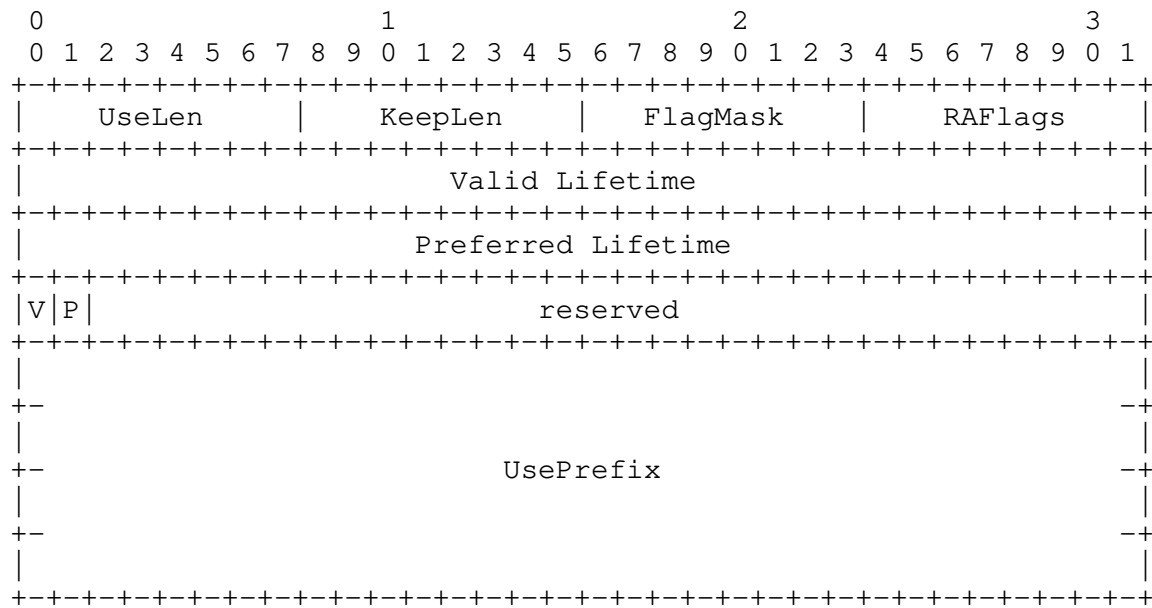 0                   1                   2                   3
 0 1 2 3 4 5 6 7 8 9 0 1 2 3 4 5 6 7 8 9 0 1 2 3 4 5 6 7 8 9 0 1
+-+-+-+-+-+-+-+-+-+-+-+-+-+-+-+-+-+-+-+-+-+-+-+-+-+-+-+-+-+-+-+-+
|    UseLen     |    KeepLen    |   FlagMask    |    RAFlags    |
+-+-+-+-+-+-+-+-+-+-+-+-+-+-+-+-+-+-+-+-+-+-+-+-+-+-+-+-+-+-+-+-+
|                        Valid Lifetime                         |
+-+-+-+-+-+-+-+-+-+-+-+-+-+-+-+-+-+-+-+-+-+-+-+-+-+-+-+-+-+-+-+-+
|                      Preferred Lifetime                       |
+-+-+-+-+-+-+-+-+-+-+-+-+-+-+-+-+-+-+-+-+-+-+-+-+-+-+-+-+-+-+-+-+
|V|P|                         reserved                          |
+-+-+-+-+-+-+-+-+-+-+-+-+-+-+-+-+-+-+-+-+-+-+-+-+-+-+-+-+-+-+-+-+
|                                                               |
+-                                                             -+
|                                                               |
+-                          UsePrefix                          -+
|                                                               |
+-                                                             -+
|                                                               |
+-+-+-+-+-+-+-+-+-+-+-+-+-+-+-+-+-+-+-+-+-+-+-+-+-+-+-+-+-+-+-+-+